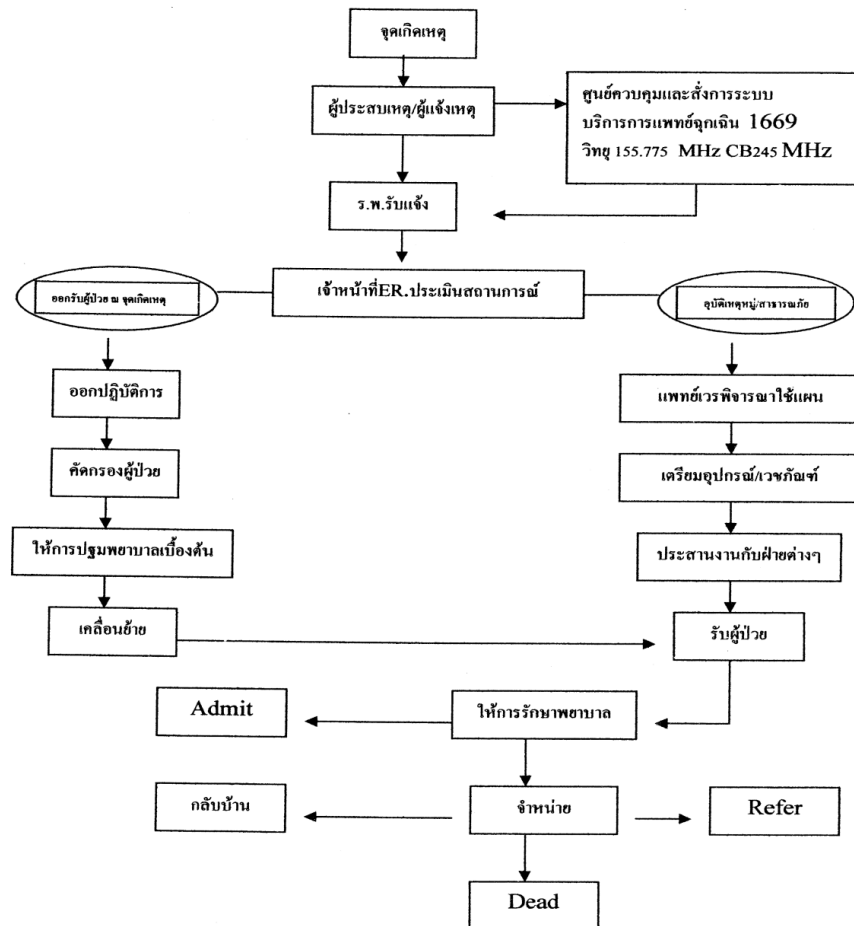 จุดเกิดเหตุ
ผู้ประสบเหตุ/ผู้แจ้งเหตุ
ศูนย์ควบคุมและสั่งการระบบ
บริการการแพทย์ฉุกเฉิน 1669
วิทยุ 155.775 MHz CB245 MHz
ร.พ.รับแจ้ง
ออกรับผู้ป่วย ณ จุดเกิดเหตุ
เจ้าหน้าที่ER.ประเมินสถานการณ์
อุบัติเหตุหมู่/สาธารณภัย
ออกปฏิบัติการ
แพทย์เวรพิจารณาใช้แผน
คัดกรองผู้ป่วย
เตรียมอุปกรณ์/เวชภัณฑ์
ให้การปฐมพยาบาลเบื้องต้น
ประสานงานกับฝ่ายต่างๆ
เคลื่อนย้าย
รับผู้ป่วย
Admit
ให้การรักษาพยาบาล
กลับบ้าน
จำหน่าย
Refer
Dead